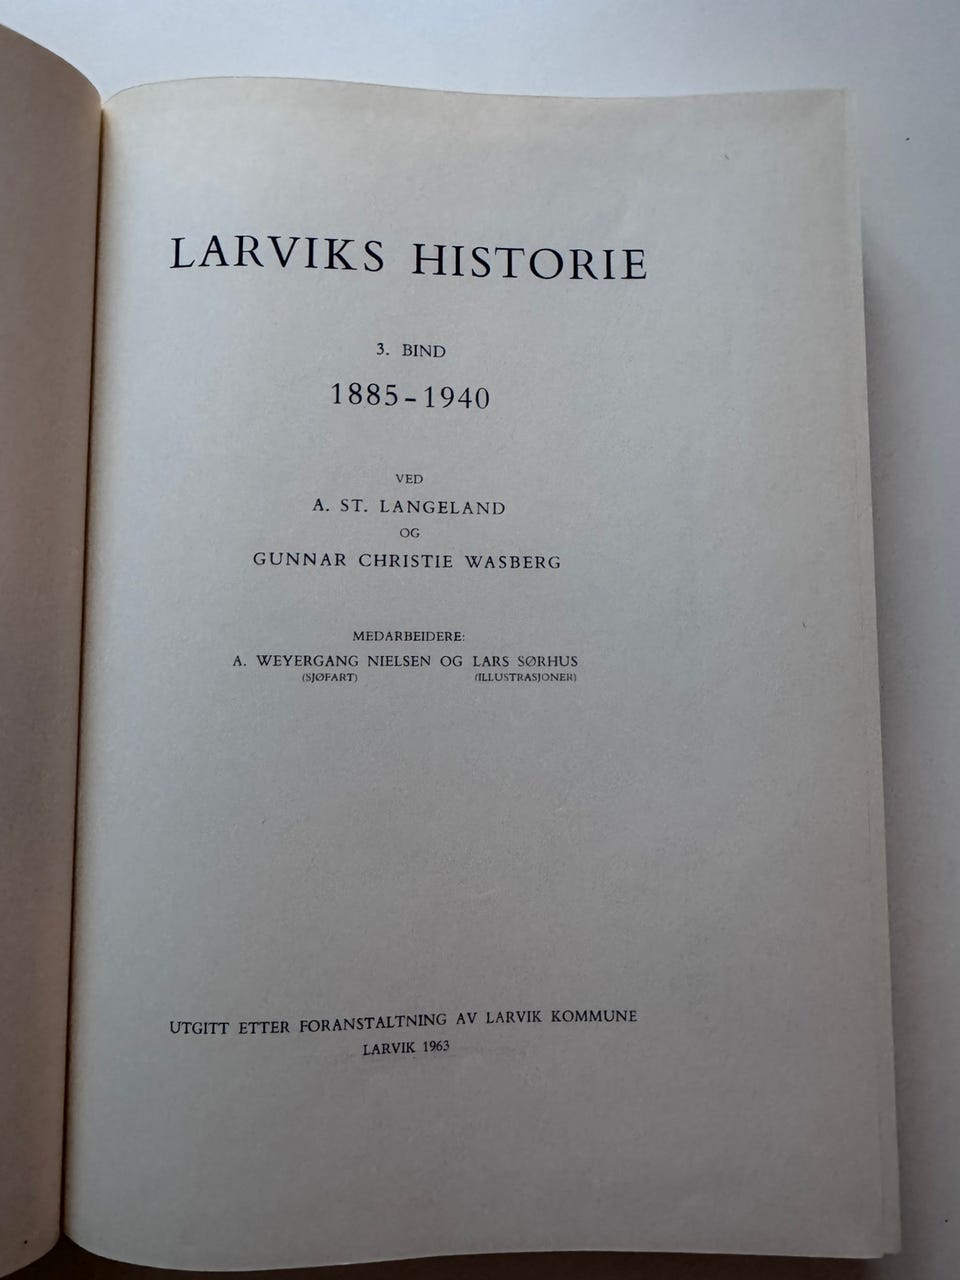 LARVIKS HISTORIE
3. BIND
1885-1940
VED
A. ST. LANGELAND
OG
GUNNAR CHRISTIE WASBERG
MEDARBEIDERE:
A. WEYERGANG NIELSEN OG LARS SØRHUS
(SJØFART) (ILLUSTRASJONER)
UTGITT ETTER FORANSTALTNING AV LARVIK KOMMUNE
LARVIK 1963